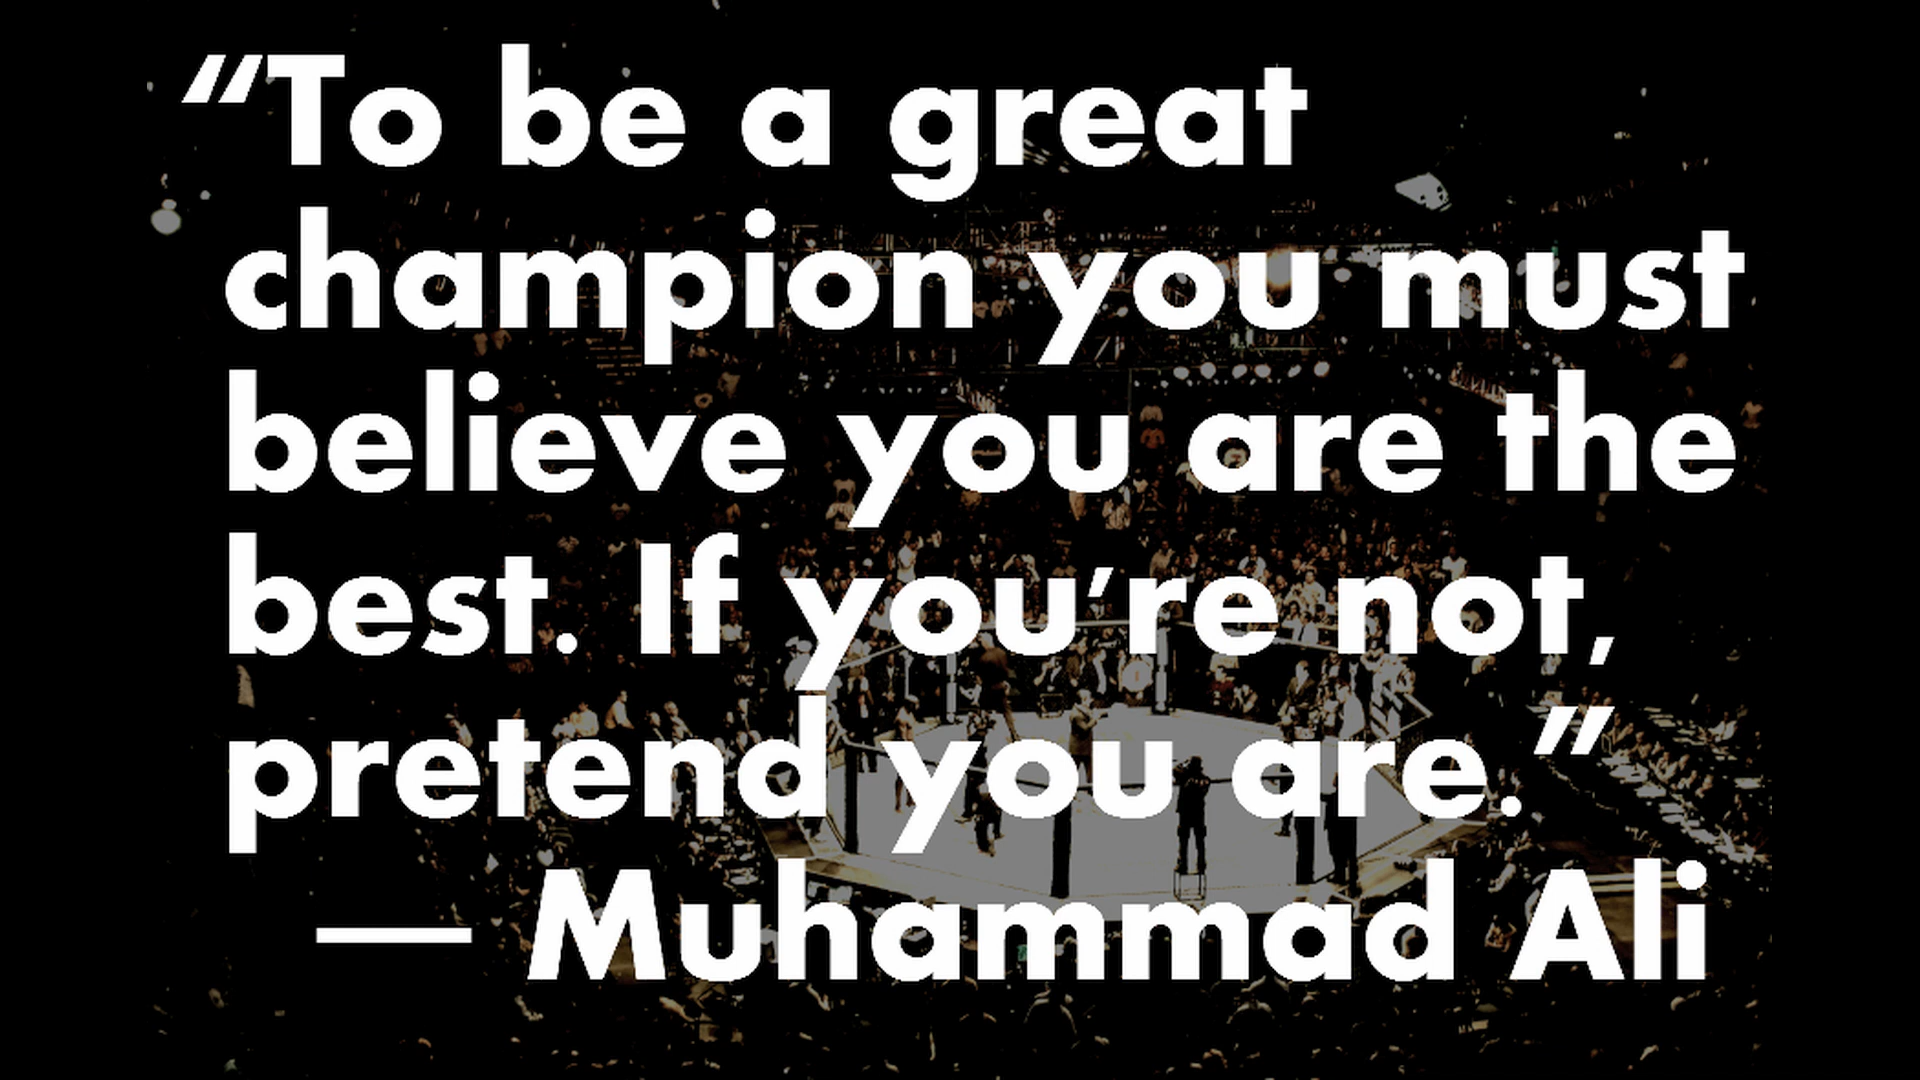 “To be a great
champion you must
believe you are the
best. If you’re not,
pretend you are.”
— Muhammad Ali